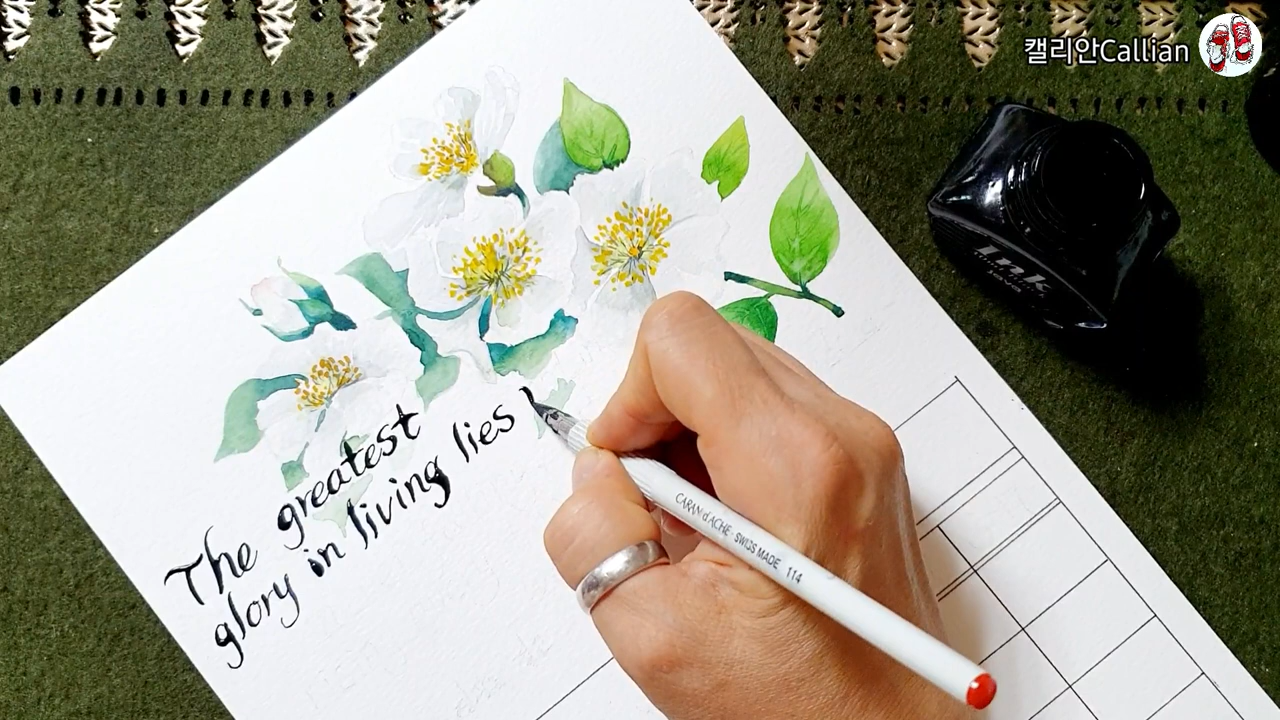 캘리안Callian
The greatest
glory in living lies
CARAN d'ACHE · SWISS MADE 114
Ink